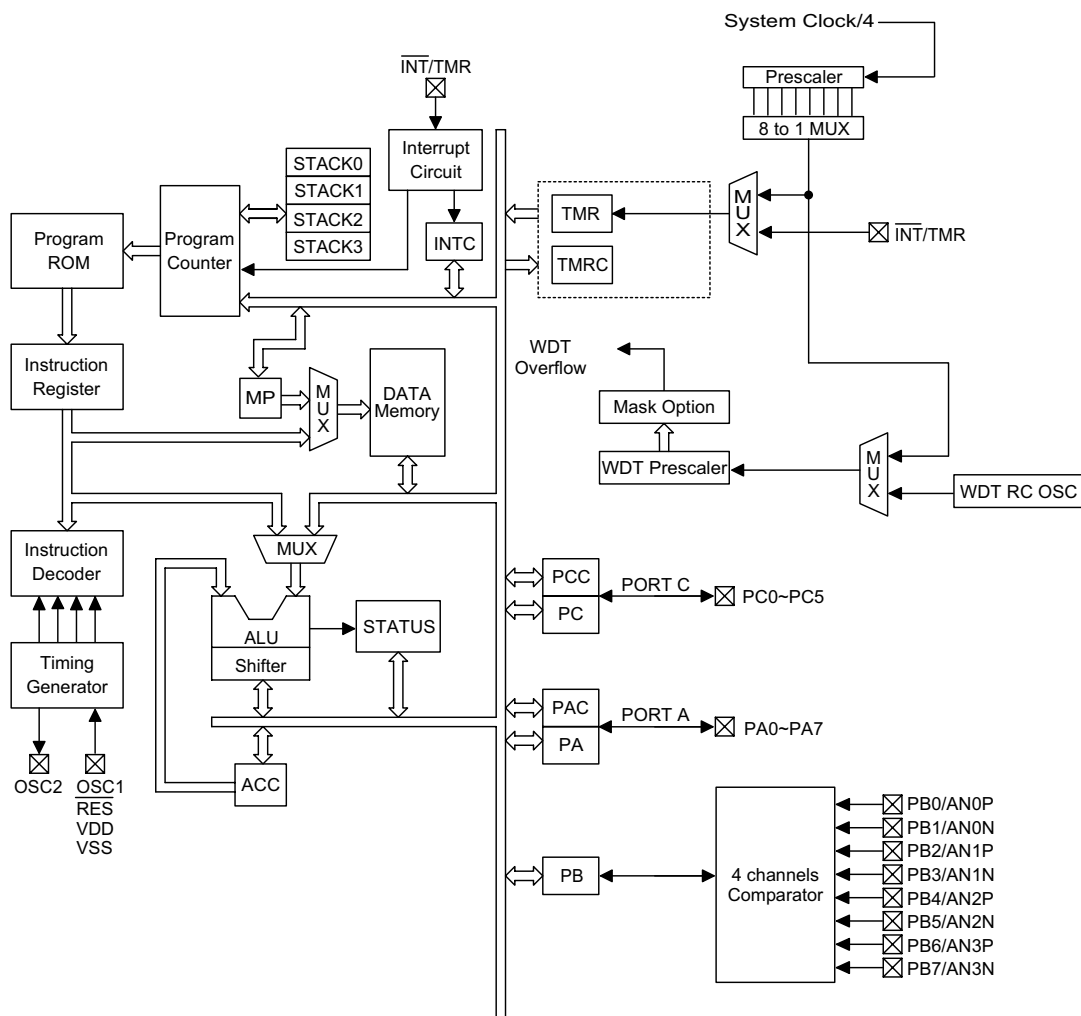 System Clock/4
INT/TMR
Prescaler
8 to 1 MUX
Interrupt
Circuit
STACK0
STACK1
STACK2
STACK3
MUX
TMR
INT/TMR
Program
ROM
Program
Counter
INTC
TMRC
WDT
Overflow
Instruction
Register
MP
MUX
DATA
Memory
Mask Option
MUX
WDT Prescaler
WDT RC OSC
Instruction
Decoder
MUX
PCC
PORT C
PC0~PC5
PC
ALU
STATUS
Shifter
Timing
Generator
PAC
PORT A
PA0~PA7
PA
OSC2
OSC1
RES
VDD
VSS
ACC
PB
4 channels
Comparator
PB0/AN0P
PB1/AN0N
PB2/AN1P
PB3/AN1N
PB4/AN2P
PB5/AN2N
PB6/AN3P
PB7/AN3N